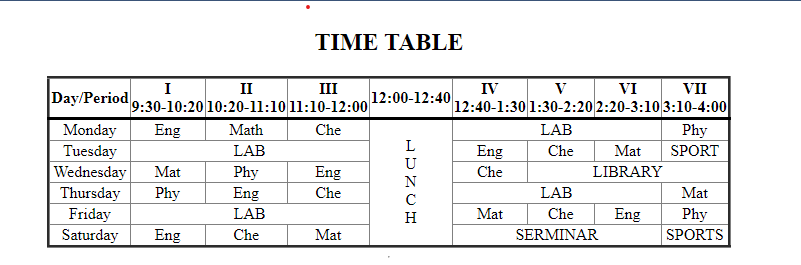 TIME TABLE
Day/Period I 9:30-10:20 II 10:20-11:10 III 11:10-12:00 12:00-12:40 IV 12:40-1:30 V 1:30-2:20 VI 2:20-3:10 VII 3:10-4:00
Monday Eng Math Che LUNCH LAB Phy
Tuesday LAB Eng Che Mat SPORT
Wednesday Mat Phy Eng Che LIBRARY
Thursday Phy Eng Che LAB Mat
Friday LAB Mat Che Eng Phy
Saturday Eng Che Mat SERMINAR SPORTS